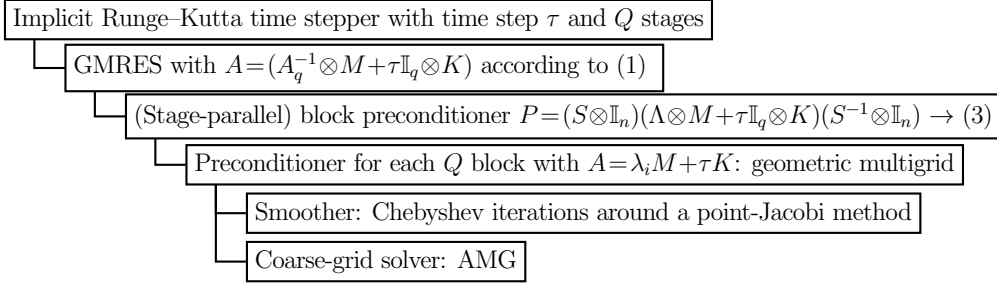 Implicit Runge–Kutta time stepper with time step τ and Q stages
GMRES with A=(A_q^{-1}⊗M+τ𝕀_q⊗K) according to (1)
(Stage-parallel) block preconditioner P=(S⊗𝕀_n)(Λ⊗M+τ𝕀_q⊗K)(S^{-1}⊗𝕀_n) → (3)
Preconditioner for each Q block with A=λ_iM+τK: geometric multigrid
Smoother: Chebyshev iterations around a point-Jacobi method
Coarse-grid solver: AMG